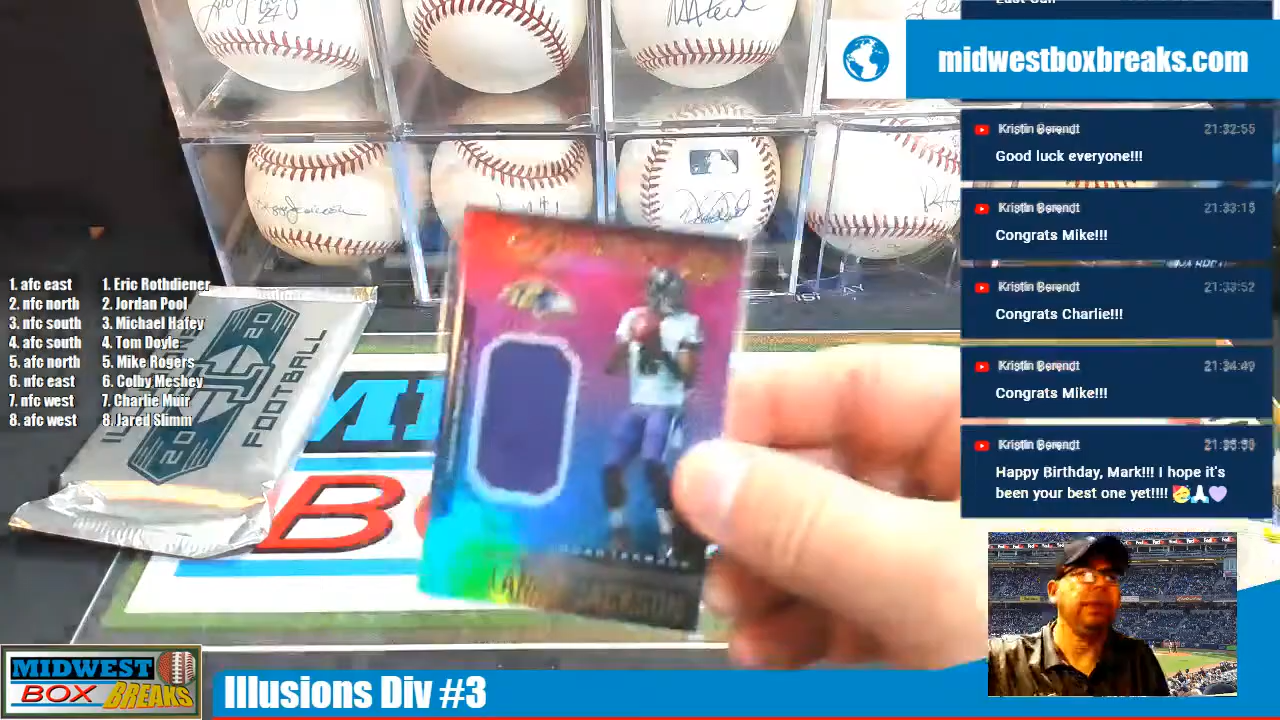 midwestboxbreaks.com
Kristin Berendt 21:32:55
Good luck everyone!!!
Kristin Berendt 21:33:15
Congrats Mike!!!
Kristin Berendt 21:33:52
Congrats Charlie!!!
Kristin Berendt 21:34:49
Congrats Mike!!!
Kristin Berendt
Happy Birthday, Mark!!! I hope it's
been your best one yet!!!! 🥳🙏💜
1. afc east 1. Eric Rothdiener
2. nfc north 2. Jordan Pool
3. nfc south 3. Michael Hafey
4. afc south 4. Tom Doyle
5. afc north 5. Mike Rogers
6. nfc east 6. Colby Meshey
7. nfc west 7. Charlie Muir
8. afc west 8. Jared Slimm
20
20
FOOTBALL
JACKSON
MIDWEST
BOX BREAKS
Illusions Div #3